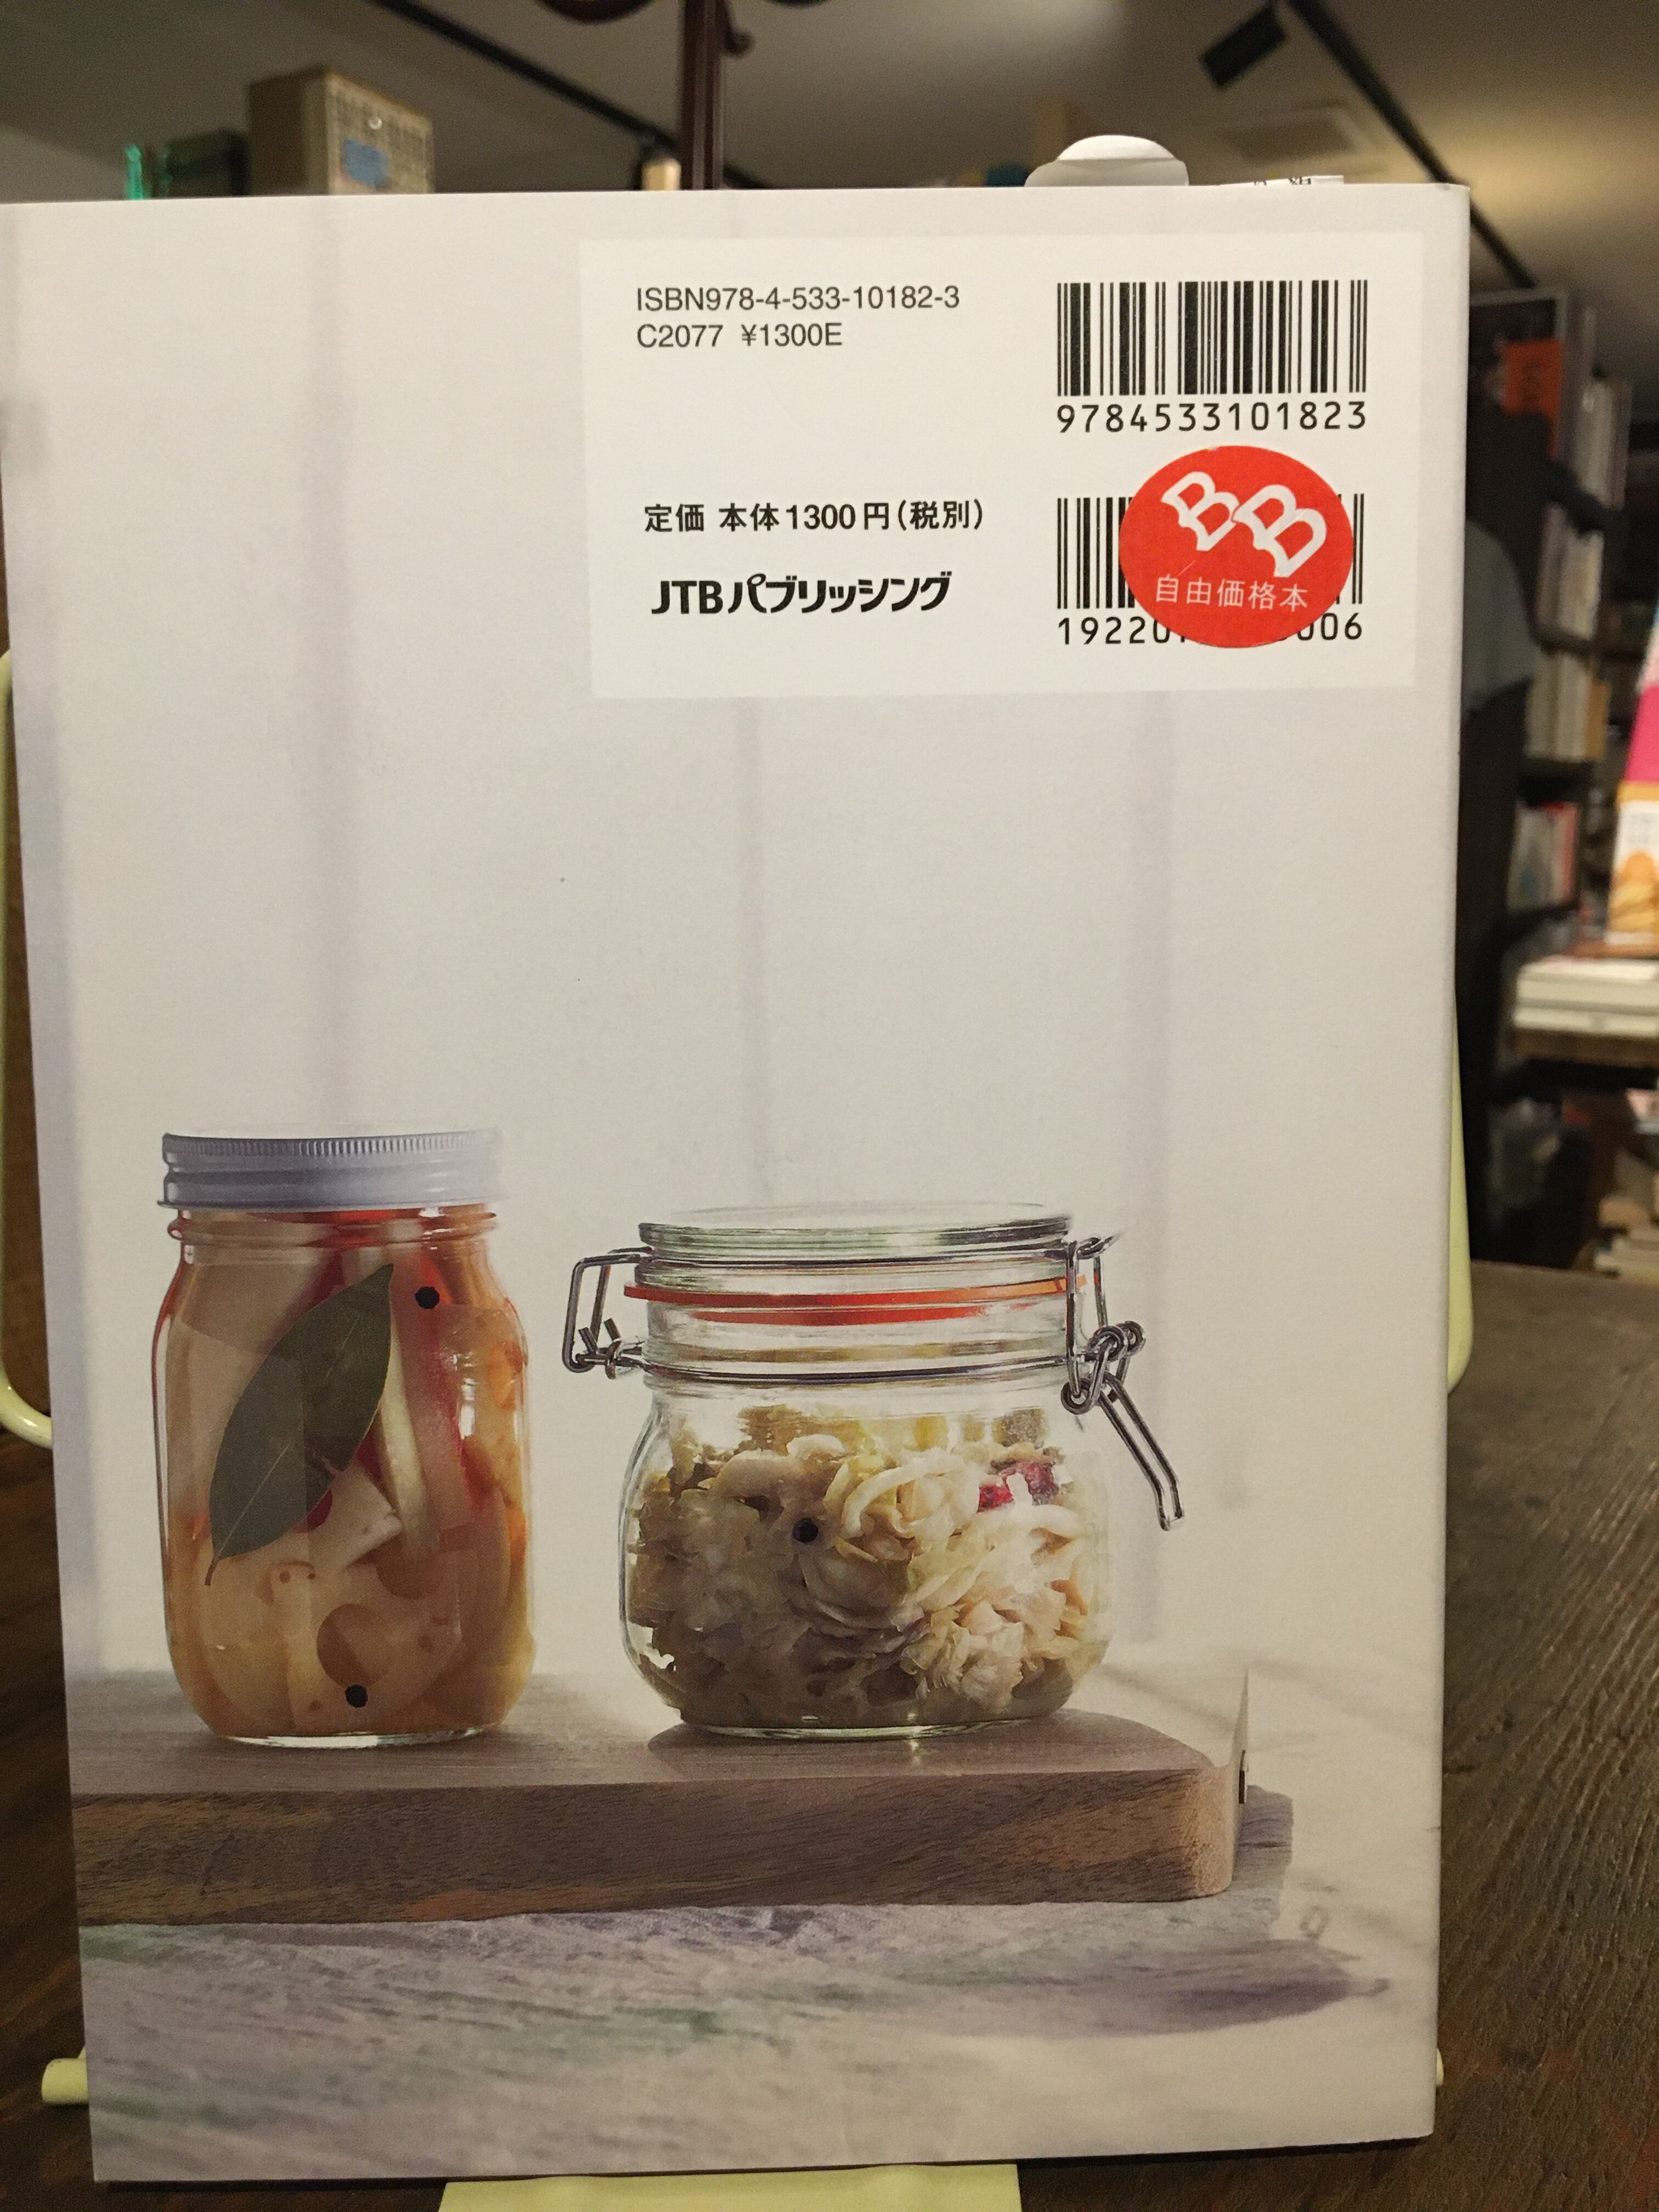 ISBN978-4-533-10182-3
C2077 ¥1300E
9784533101823
定価 本体1300円(税別)
JTBパブリッシング
BB
自由価格本